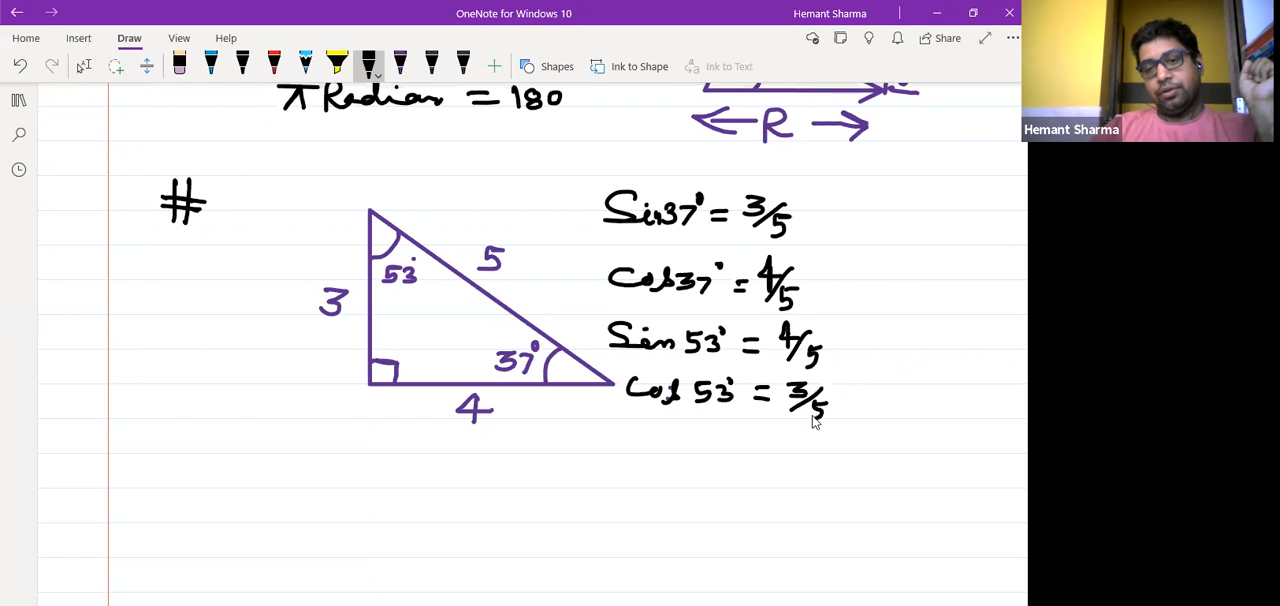 OneNote for Windows 10
Hemant Sharma
Home Insert Draw View Help
Share
Shapes Ink to Shape Ink to Text
Hemant Sharma
π Radian = 180
R
#
Sin37° = 3/5
53°
5
Cos37° = 4/5
3
Sin 53° = 4/5
37°
Cos 53° = 3/5
4